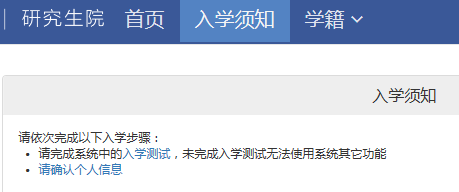 研究生院 首页 入学须知 学籍
入学须知
请依次完成以下入学步骤：
• 请完成系统中的入学测试，未完成入学测试无法使用系统其它功能
• 请确认个人信息